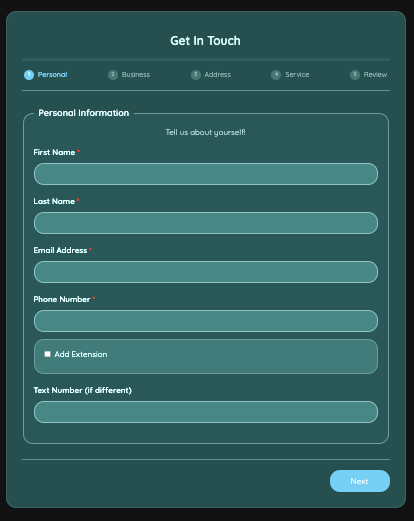 Get In Touch
1 Personal 2 Business 3 Address 4 Service 5 Review
Personal Information
Tell us about yourself!
First Name *
Last Name *
Email Address *
Phone Number *
Add Extension
Text Number (if different)
Next